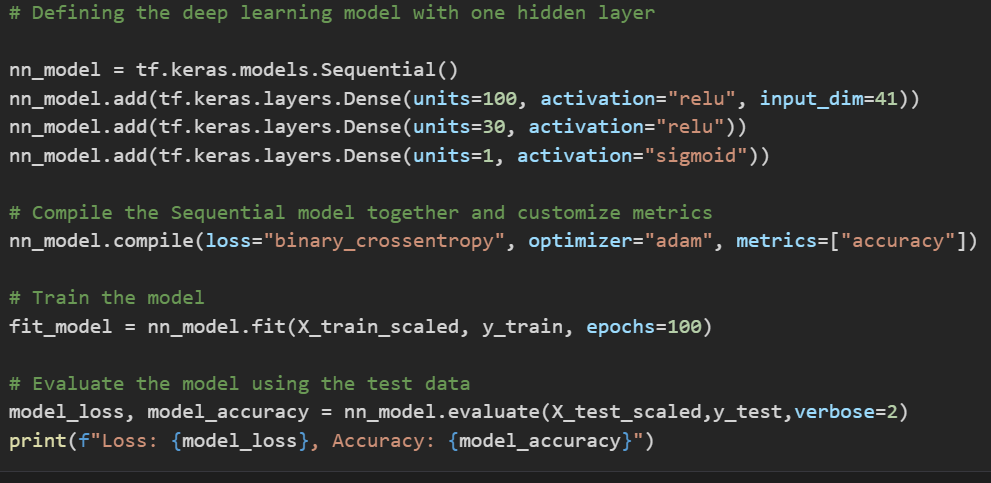 # Defining the deep learning model with one hidden layer
nn_model = tf.keras.models.Sequential()
nn_model.add(tf.keras.layers.Dense(units=100, activation="relu", input_dim=41))
nn_model.add(tf.keras.layers.Dense(units=30, activation="relu"))
nn_model.add(tf.keras.layers.Dense(units=1, activation="sigmoid"))
# Compile the Sequential model together and customize metrics
nn_model.compile(loss="binary_crossentropy", optimizer="adam", metrics=["accuracy"])
# Train the model
fit_model = nn_model.fit(X_train_scaled, y_train, epochs=100)
# Evaluate the model using the test data
model_loss, model_accuracy = nn_model.evaluate(X_test_scaled,y_test,verbose=2)
print(f"Loss: {model_loss}, Accuracy: {model_accuracy}")